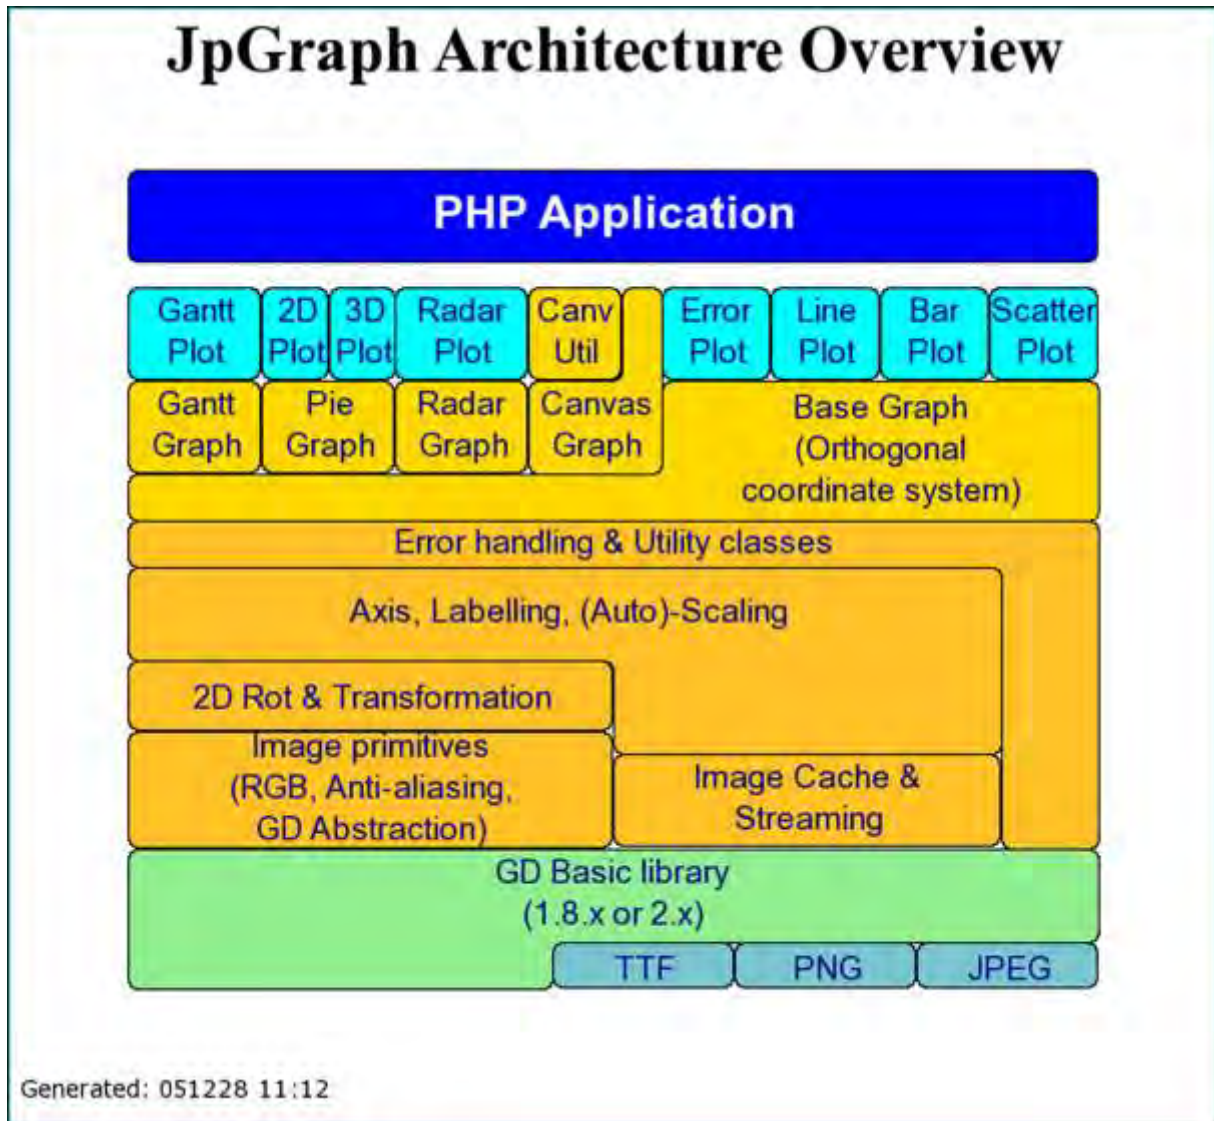 JpGraph Architecture Overview
PHP Application
Gantt
Plot
2D
Plot
3D
Plot
Radar
Plot
Canv
Util
Error
Plot
Line
Plot
Bar
Plot
Scatter
Plot
Gantt
Graph
Pie
Graph
Radar
Graph
Canvas
Graph
Base Graph
(Orthogonal
coordinate system)
Error handling & Utility classes
Axis, Labelling, (Auto)-Scaling
2D Rot & Transformation
Image primitives
(RGB, Anti-aliasing,
GD Abstraction)
Image Cache &
Streaming
GD Basic library
(1.8.x or 2.x)
TTF
PNG
JPEG
Generated: 051228 11:12